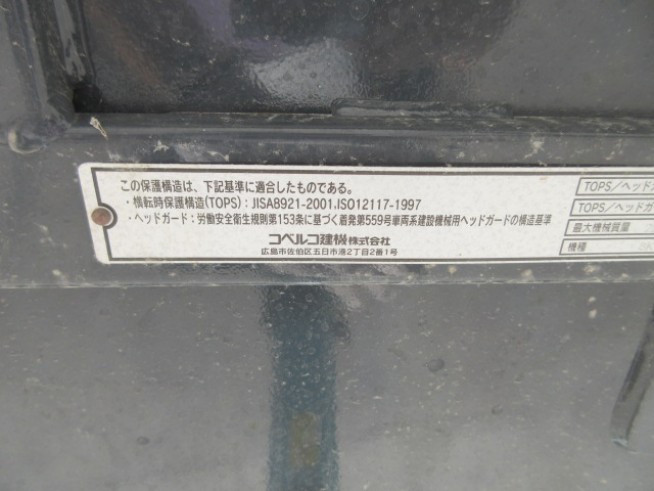 この保護構造は、下記基準に適合したものである。
・横転時保護構造(TOPS):JISA8921-2001,ISO12117-1997
・ヘッドガード:労働安全衛生規則第153条に基づく着発第559号車両系建設機械用ヘッドガードの構造基準
コベルコ建機株式会社
広島市佐伯区五日市港2丁目2番1号
TOPS/ヘッドガ
TOPS/ヘッドガ
最大機械質量
機種